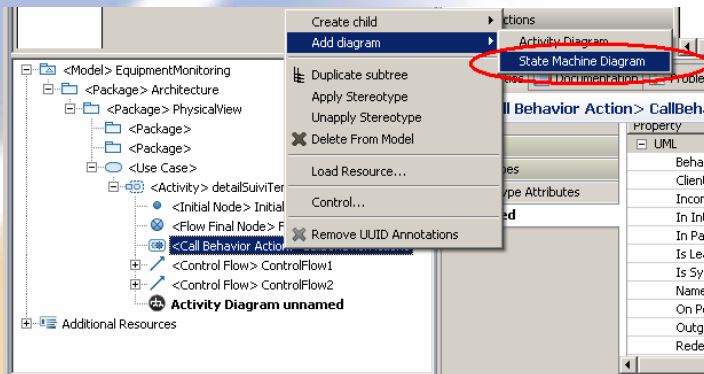 Create child
Add diagram
Duplicate subtree
Apply Stereotype
Unapply Stereotype
Delete From Model
Load Resource...
Control...
Remove UUID Annotations
ctions
Activity Diagram
State Machine Diagram
Documentation
Proble
<Model> EquipmentMonitoring
<Package> Architecture
<Package> PhysicalView
<Package>
<Package>
<Use Case>
<Activity> detailSuiviTer
<Initial Node> Initial
<Flow Final Node> F
<Call Behavior Action>
<Control Flow> ControlFlow1
<Control Flow> ControlFlow2
Activity Diagram unnamed
Additional Resources
ll Behavior Action> CallBeha
Property
UML
Beha
Client
Incor
In Int
In Pa
Is Lea
Is Sy
Name
On Po
Outg
Rede
es
ype Attributes
ed